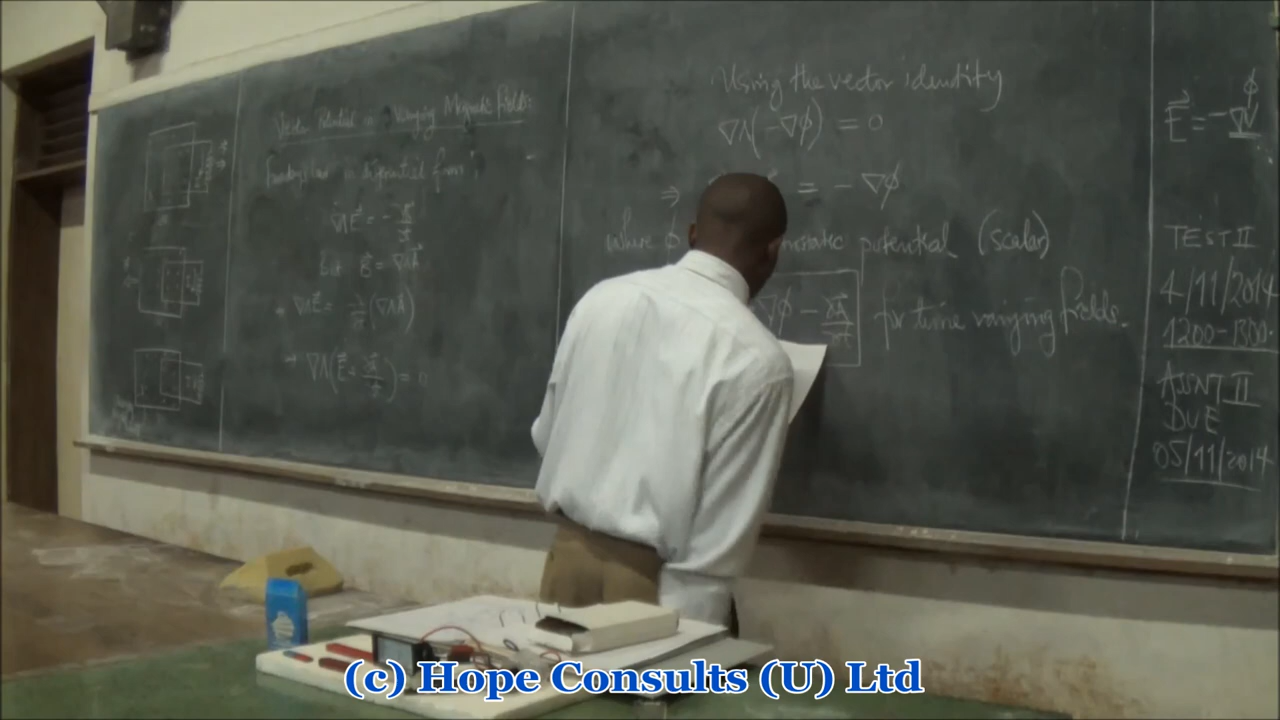 Vector Potential in Varying Magnetic Fields:
Faraday's law in differential form:
∇∧E⃗ = - ∂B⃗/∂t
But B⃗ = ∇∧A⃗
⇒ ∇∧E⃗ = -∂/∂t (∇∧A⃗)
⇒ ∇∧(E⃗ + ∂A⃗/∂t) = 0
Using the vector identity
∇∧(-∇φ) = 0
⇒ = - ∇φ
where φ potential (scalar)
∇φ - ∂A⃗/∂t for time varying fields.
φ
E⃗ = -∇V
TEST II
4/11/2014
1200-1300
ASSNT II
DUE
05/11/2014
(c) Hope Consults (U) Ltd